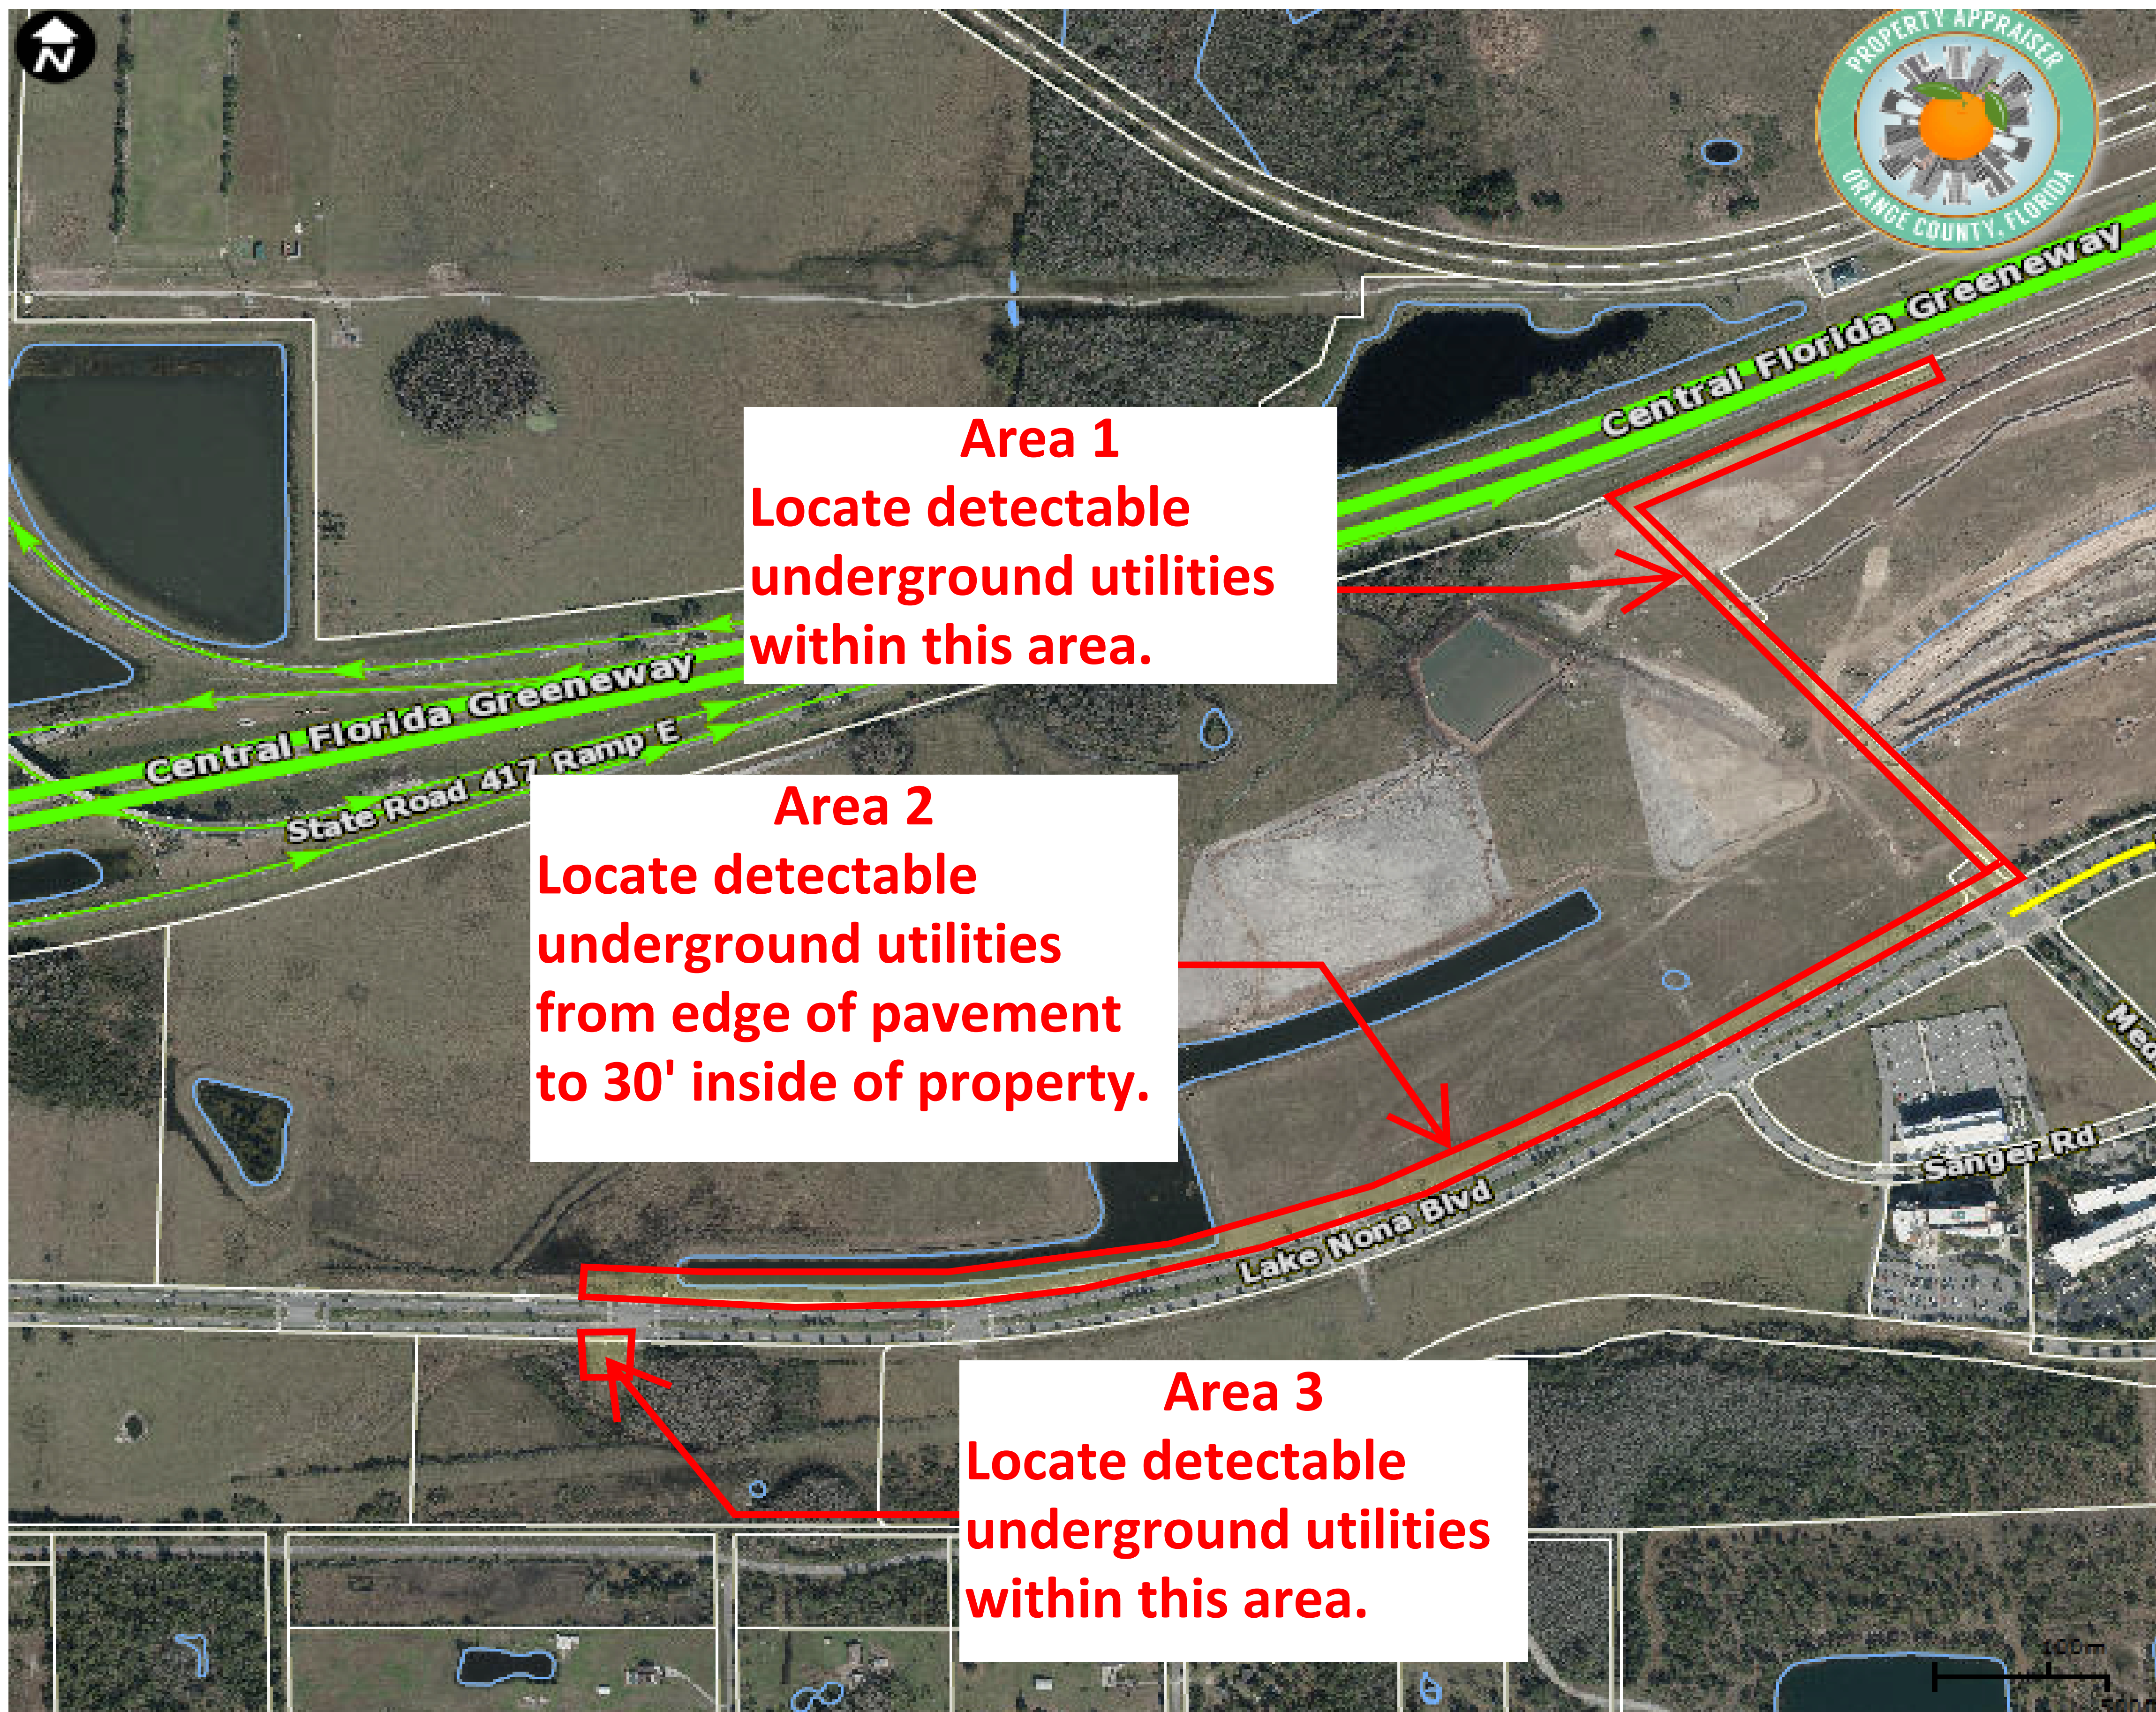 N
PROPERTY APPRAISER
ORANGE COUNTY, FLORIDA
Central Florida Greeneway
Area 1
Locate detectable
underground utilities
within this area.
Central Florida Greeneway
State Road 417 Ramp E
Area 2
Locate detectable
underground utilities
from edge of pavement
to 30' inside of property.
Sanger Rd
Lake Nona Blvd
Area 3
Locate detectable
underground utilities
within this area.
100m